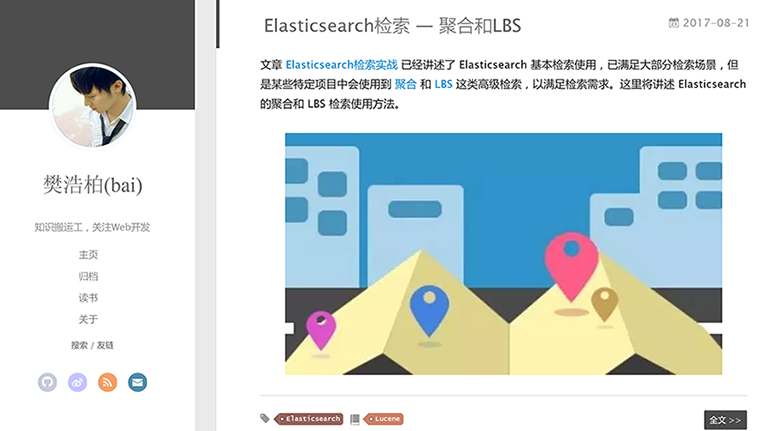 樊浩柏(bai)
知识搬运工，关注Web开发
主页
归档
读书
关于
搜索 / 友链
Elasticsearch检索 — 聚合和LBS
2017-08-21
文章 Elasticsearch检索实战 已经讲述了 Elasticsearch 基本检索使用，已满足大部分检索场景，但
是某些特定项目中会使用到 聚合 和 LBS 这类高级检索，以满足检索需求。这里将讲述 Elasticsearch
的聚合和 LBS 检索使用方法。
Elasticsearch
Lucene
全文 >>